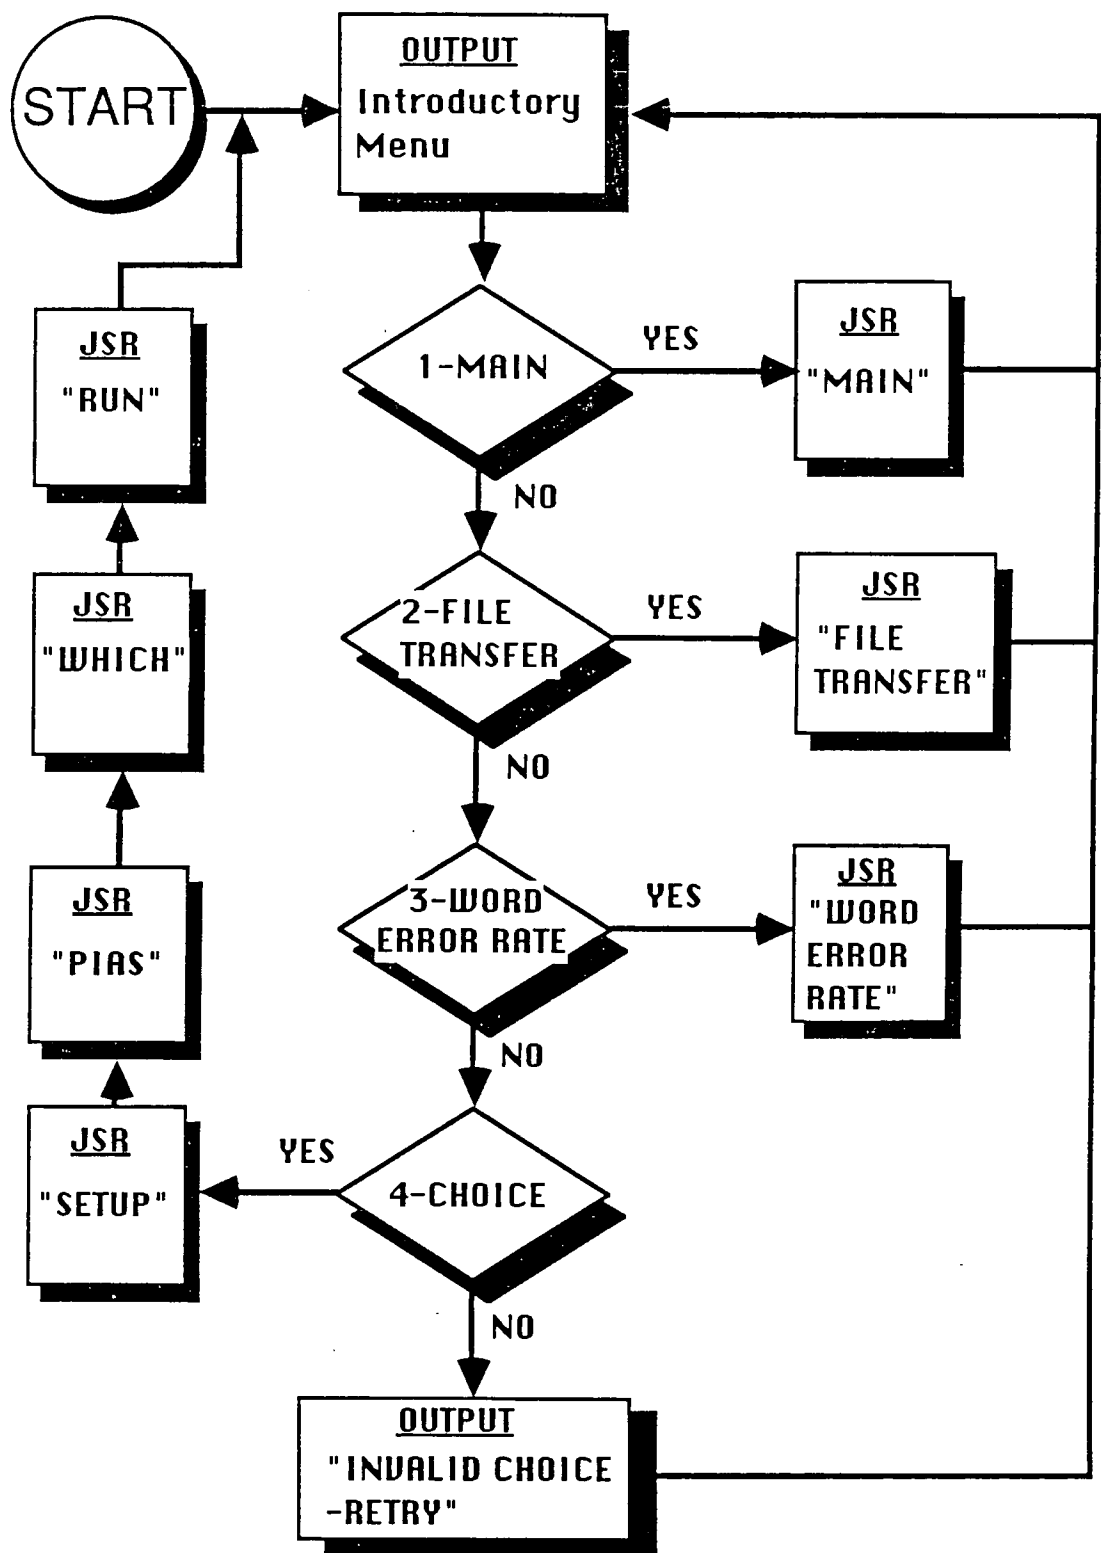 START
OUTPUT
Introductory
Menu
1-MAIN
YES
JSR
"MAIN"
NO
JSR
"RUN"
2-FILE
TRANSFER
YES
JSR
"FILE
TRANSFER"
NO
JSR
"WHICH"
3-WORD
ERROR RATE
YES
JSR
"WORD
ERROR
RATE"
NO
JSR
"PIAS"
4-CHOICE
YES
JSR
"SETUP"
NO
OUTPUT
"INVALID CHOICE
-RETRY"